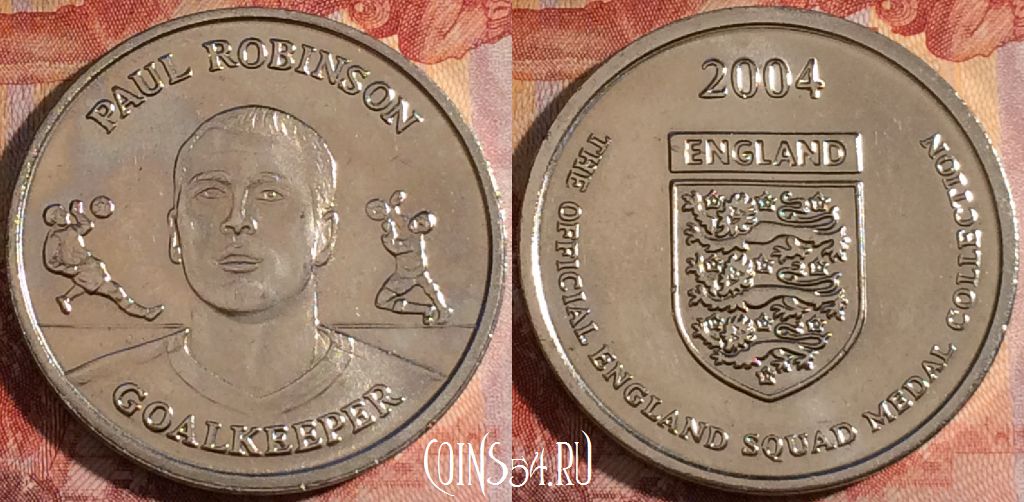 PAUL ROBINSON
GOALKEEPER
2004
ENGLAND
THE OFFICIAL ENGLAND SQUAD MEDAL COLLECTION
COINS54.RU